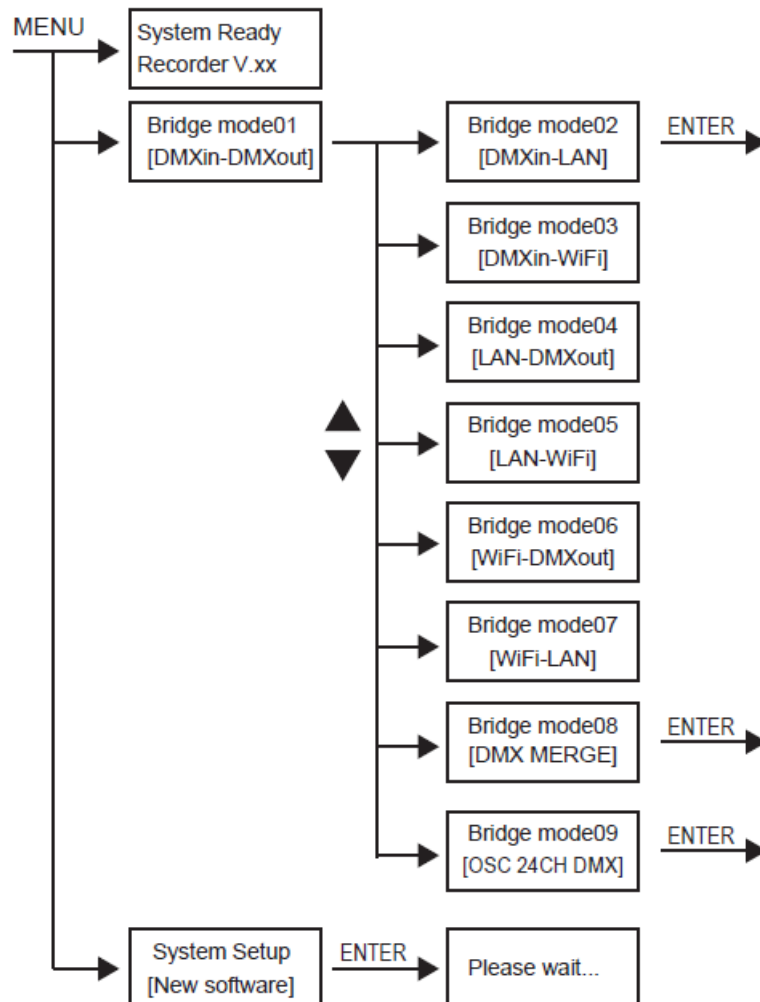 MENU
System Ready
Recorder V.xx
Bridge mode01
[DMXin-DMXout]
Bridge mode02
[DMXin-LAN]
ENTER
Bridge mode03
[DMXin-WiFi]
Bridge mode04
[LAN-DMXout]
Bridge mode05
[LAN-WiFi]
Bridge mode06
[WiFi-DMXout]
Bridge mode07
[WiFi-LAN]
Bridge mode08
[DMX MERGE]
ENTER
Bridge mode09
[OSC 24CH DMX]
ENTER
System Setup
[New software]
ENTER
Please wait...